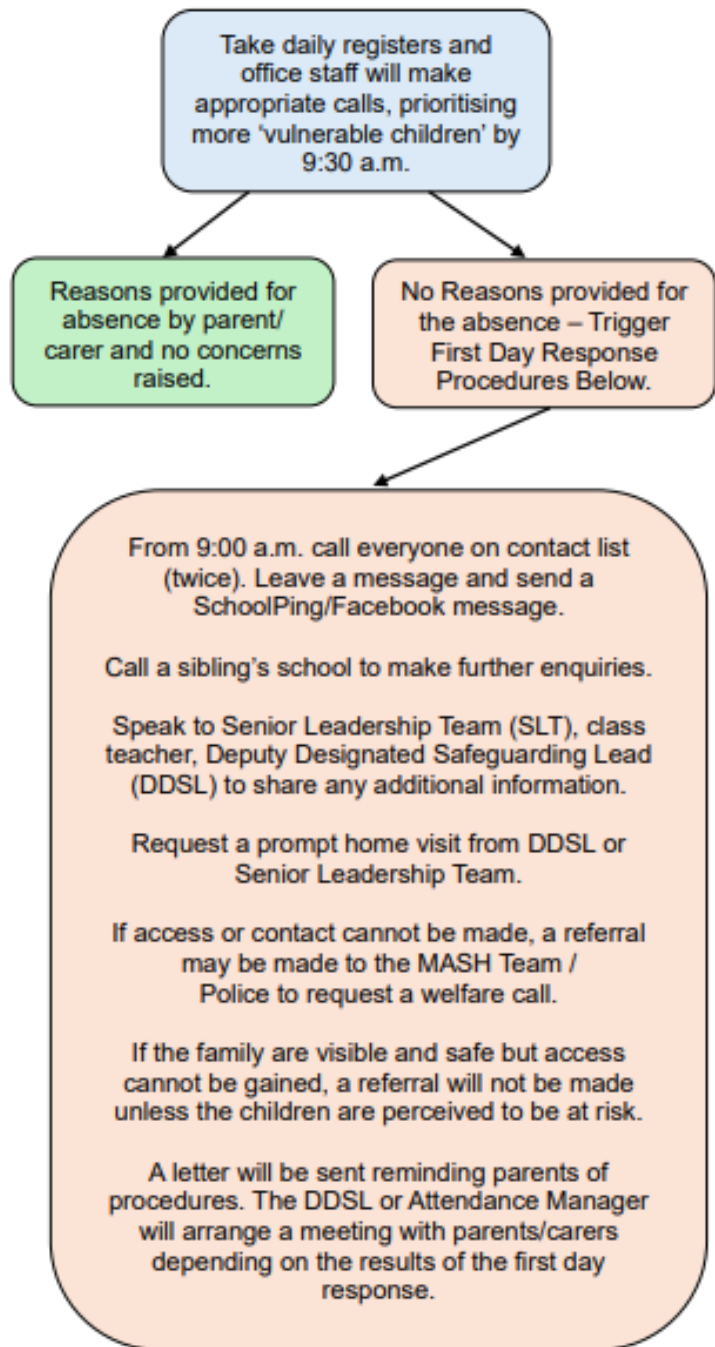 Take daily registers and
office staff will make
appropriate calls, prioritising
more ‘vulnerable children’ by
9:30 a.m.
Reasons provided for
absence by parent/
carer and no concerns
raised.
No Reasons provided for
the absence – Trigger
First Day Response
Procedures Below.
From 9:00 a.m. call everyone on contact list
(twice). Leave a message and send a
SchoolPing/Facebook message.
Call a sibling’s school to make further enquiries.
Speak to Senior Leadership Team (SLT), class
teacher, Deputy Designated Safeguarding Lead
(DDSL) to share any additional information.
Request a prompt home visit from DDSL or
Senior Leadership Team.
If access or contact cannot be made, a referral
may be made to the MASH Team /
Police to request a welfare call.
If the family are visible and safe but access
cannot be gained, a referral will not be made
unless the children are perceived to be at risk.
A letter will be sent reminding parents of
procedures. The DDSL or Attendance Manager
will arrange a meeting with parents/carers
depending on the results of the first day
response.